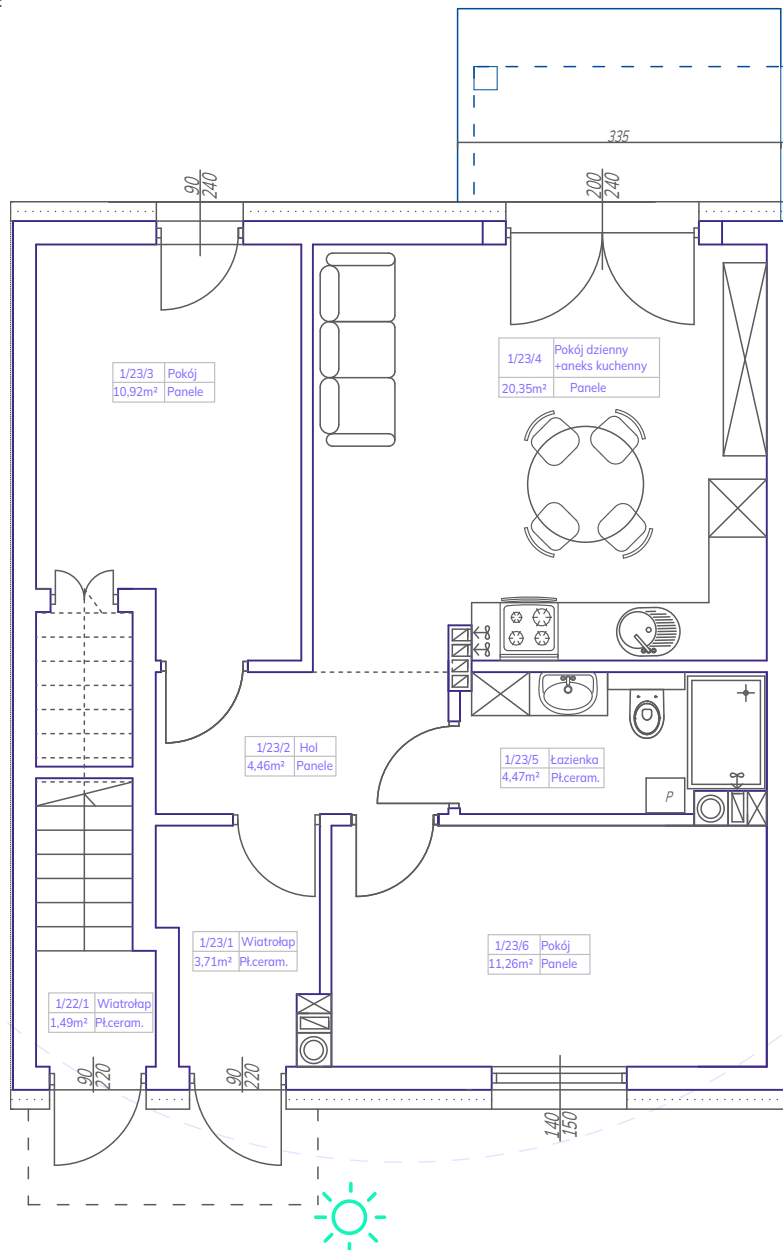 335
90
240
200
240
1/23/3 Pokój
10,92m² Panele
1/23/4 Pokój dzienny
+aneks kuchenny
20,35m² Panele
1/23/2 Hol
4,46m² Panele
1/23/5 Łazienka
4,47m² Pł.ceram.
P
1/23/1 Wiatrołap
3,71m² Pł.ceram.
1/23/6 Pokój
11,26m² Panele
1/22/1 Wiatrołap
1,49m² Pł.ceram.
90
220
90
220
140
150